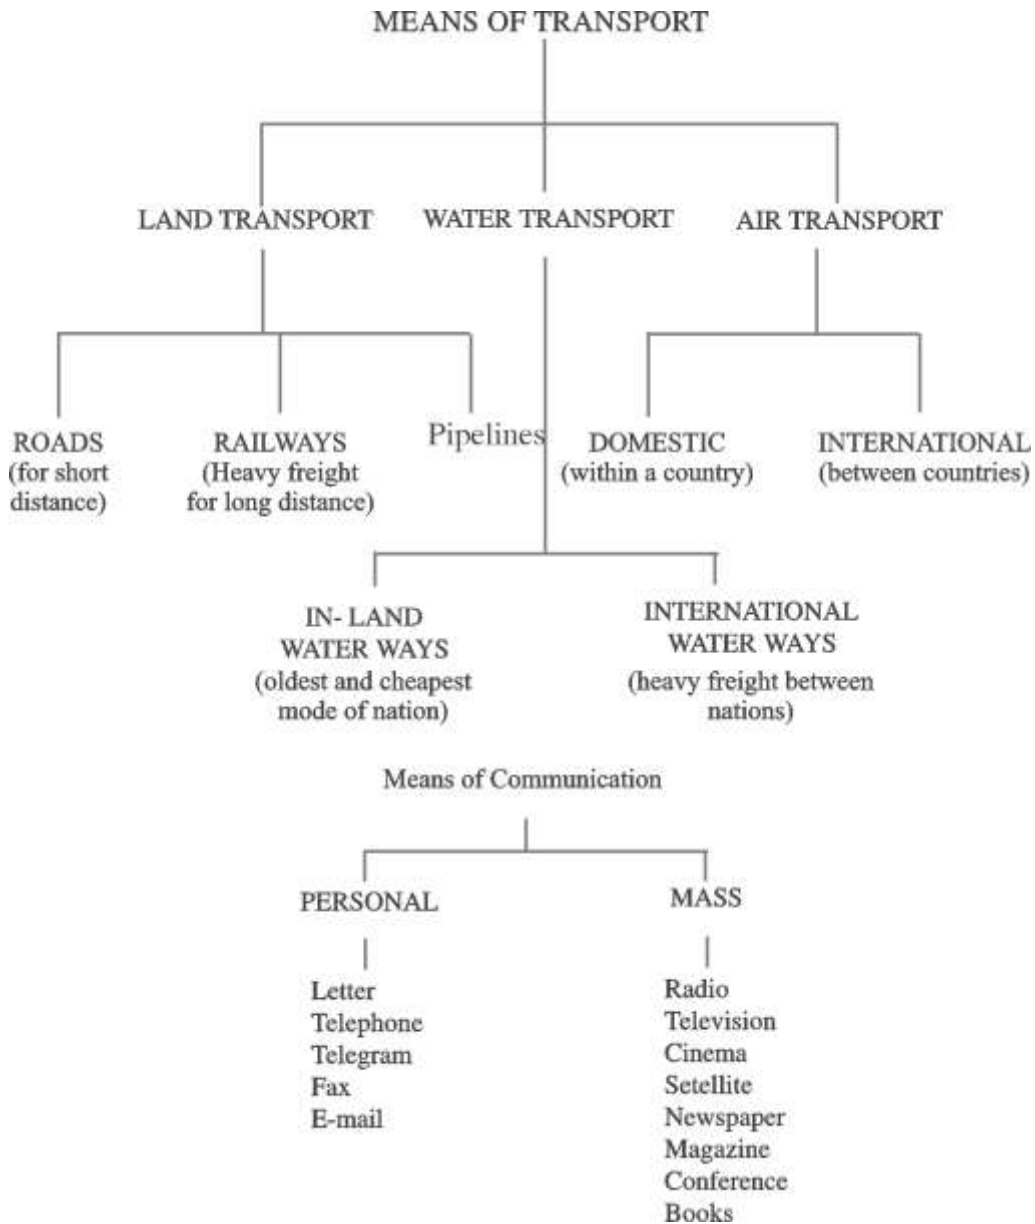 MEANS OF TRANSPORT
LAND TRANSPORT
WATER TRANSPORT
AIR TRANSPORT
ROADS
(for short
distance)
RAILWAYS
(Heavy freight
for long distance)
Pipelines
DOMESTIC
(within a country)
INTERNATIONAL
(between countries)
IN- LAND
WATER WAYS
(oldest and cheapest
mode of nation)
INTERNATIONAL
WATER WAYS
(heavy freight between
nations)
Means of Communication
PERSONAL
Letter
Telephone
Telegram
Fax
E-mail
MASS
Radio
Television
Cinema
Setellite
Newspaper
Magazine
Conference
Books